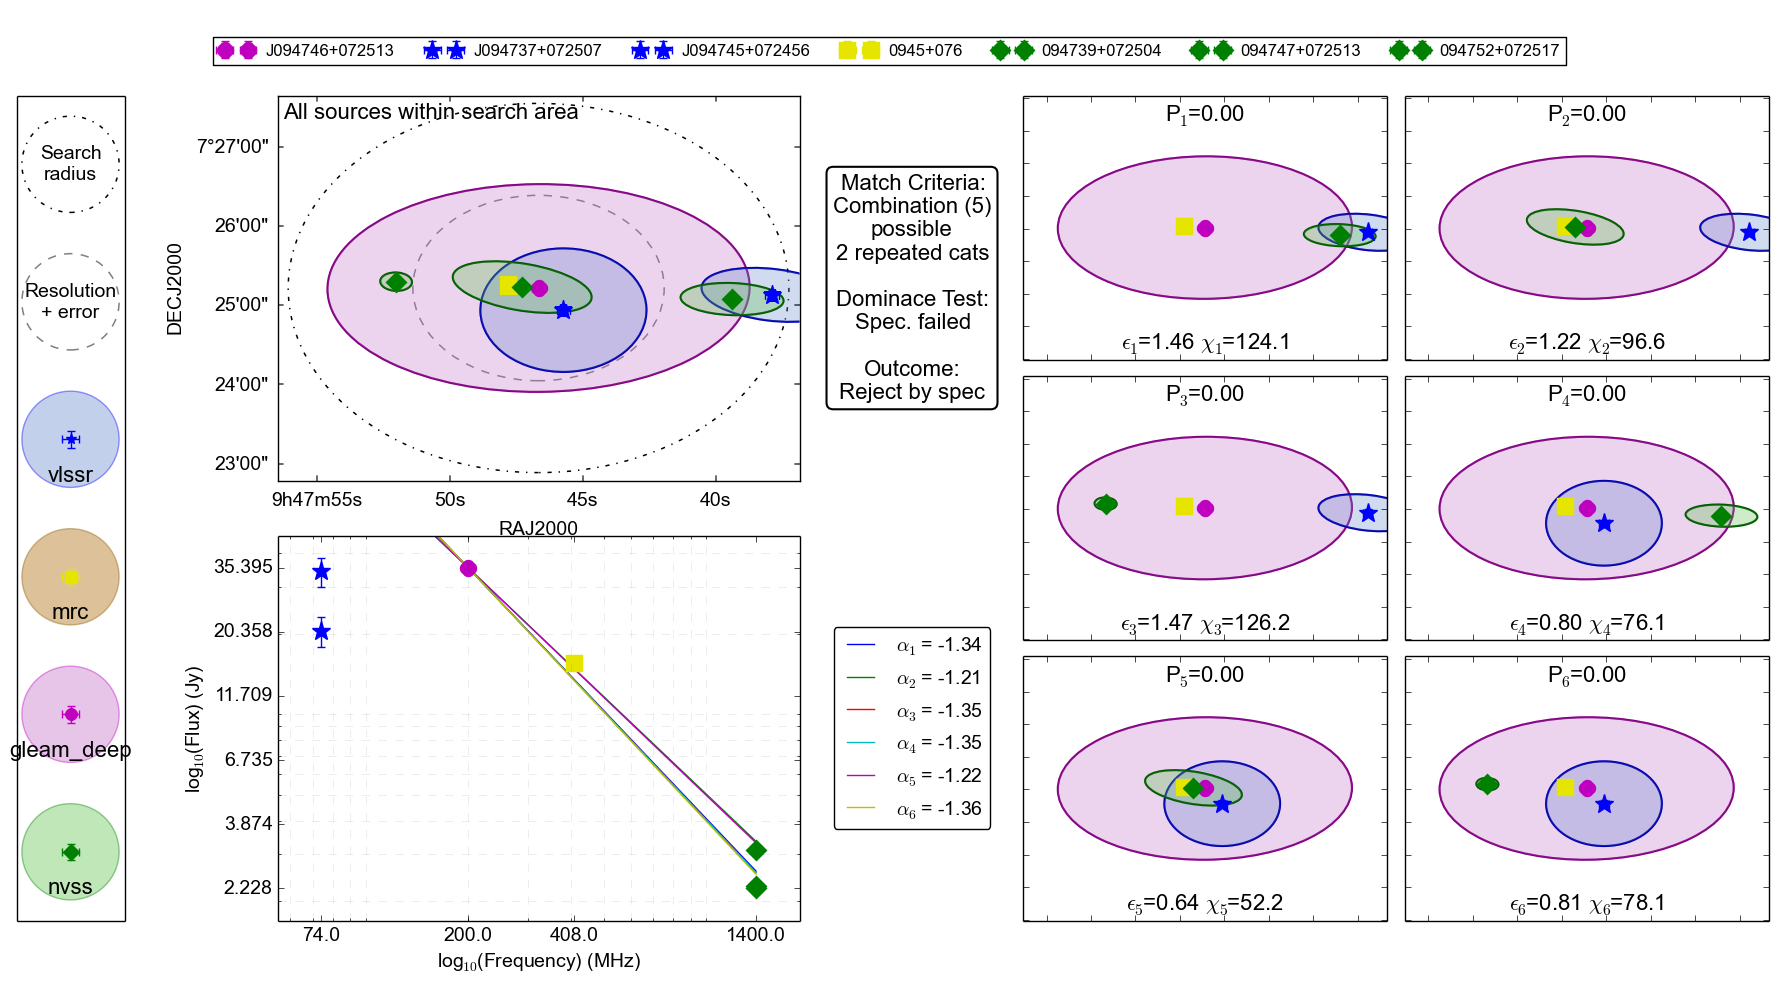 J094746+072513 J094737+072507 J094745+072456 0945+076 094739+072504 094747+072513 094752+072517
Search
radius
Resolution
+ error
vlssr
mrc
gleam_deep
nvss
All sources within search area
DECJ2000
7°27'00"
26'00"
25'00"
24'00"
23'00"
9h47m55s 50s 45s 40s
RAJ2000
Match Criteria:
Combination (5)
possible
2 repeated cats
Dominace Test:
Spec. failed
Outcome:
Reject by spec
log₁₀(Flux) (Jy)
35.395
20.358
11.709
6.735
3.874
2.228
74.0 200.0 408.0 1400.0
log₁₀(Frequency) (MHz)
α₁ = -1.34
α₂ = -1.21
α₃ = -1.35
α₄ = -1.35
α₅ = -1.22
α₆ = -1.36
P₁=0.00
ϵ₁=1.46 χ₁=124.1
P₂=0.00
ϵ₂=1.22 χ₂=96.6
P₃=0.00
ϵ₃=1.47 χ₃=126.2
P₄=0.00
ϵ₄=0.80 χ₄=76.1
P₅=0.00
ϵ₅=0.64 χ₅=52.2
P₆=0.00
ϵ₆=0.81 χ₆=78.1